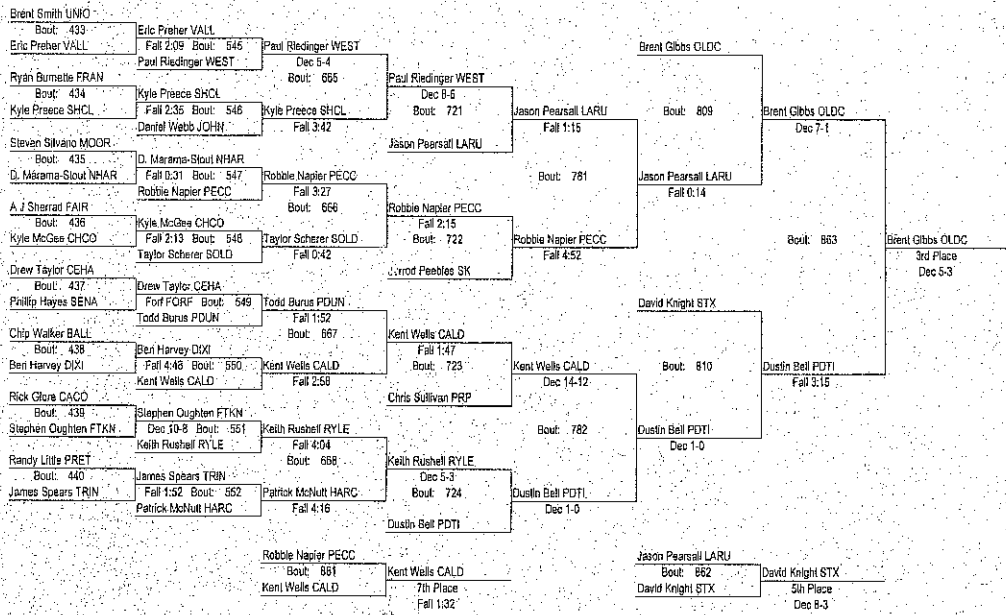 Brent Smith UNIO
Bout: 433
Eric Preher VALL
Eric Preher VALL
Fall 2:09 Bout: 545
Paul Riedinger WEST
Paul Riedinger WEST
Dec 5-4
Bout: 665
Ryan Burnette FRAN
Bout: 434
Kyle Preece SHCL
Kyle Preece SHCL
Fall 2:35 Bout: 546
Daniel Webb JOHN
Kyle Preece SHCL
Fall 3:42
Paul Riedinger WEST
Dec 8-6
Bout: 721
Jason Pearsall LARU
Jason Pearsall LARU
Fall 1:15
Steven Silvano MOOR
Bout: 435
D. Marama-Stout NHAR
D. Marama-Stout NHAR
Fall 0:31 Bout: 547
Robbie Napier PECC
Robbie Napier PECC
Fall 3:27
Bout: 666
A J Sherrad FAIR
Bout: 436
Kyle McGee CHCO
Kyle McGee CHCO
Fall 2:13 Bout: 548
Taylor Scherer SOLD
Taylor Scherer SOLD
Fall 0:42
Robbie Napier PECC
Fall 2:15
Bout: 722
Jarrod Peebles SK
Robbie Napier PECC
Fall 4:52
Bout: 781
Jason Pearsall LARU
Fall 0:14
Brent Gibbs OLDC
Bout: 809
Brent Gibbs OLDC
Dec 7-1
Drew Taylor CEHA
Bout: 437
Phillip Hayes SENA
Drew Taylor CEHA
Forf FORF Bout: 549
Todd Burus PDUN
Todd Burus PDUN
Fall 1:52
Bout: 667
Chip Walker BALL
Bout: 438
Ben Harvey DIXI
Ben Harvey DIXI
Fall 4:46 Bout: 550
Kent Wells CALD
Kent Wells CALD
Fall 2:58
Kent Wells CALD
Fall 1:47
Bout: 723
Chris Sullivan PRP
Kent Wells CALD
Dec 14-12
Rick Glore CACO
Bout: 439
Stephen Oughten FTKN
Stephen Oughten FTKN
Dec 10-8 Bout: 551
Keith Rushell RYLE
Keith Rushell RYLE
Fall 4:04
Bout: 668
Randy Little PRET
Bout: 440
James Spears TRIN
James Spears TRIN
Fall 1:52 Bout: 552
Patrick McNutt HARC
Patrick McNutt HARC
Fall 4:16
Keith Rushell RYLE
Dec 5-3
Bout: 724
Dustin Bell PDTI
Dustin Bell PDTI
Dec 1-0
Bout: 782
Dustin Bell PDTI
Dec 1-0
David Knight STX
Bout: 810
Dustin Bell PDTI
Fall 3:15
Bout: 863
Brent Gibbs OLDC
3rd Place
Dec 5-3
Robbie Napier PECC
Bout: 861
Kent Wells CALD
Kent Wells CALD
7th Place
Fall 1:32
Jason Pearsall LARU
Bout: 862
David Knight STX
David Knight STX
5th Place
Dec 8-3